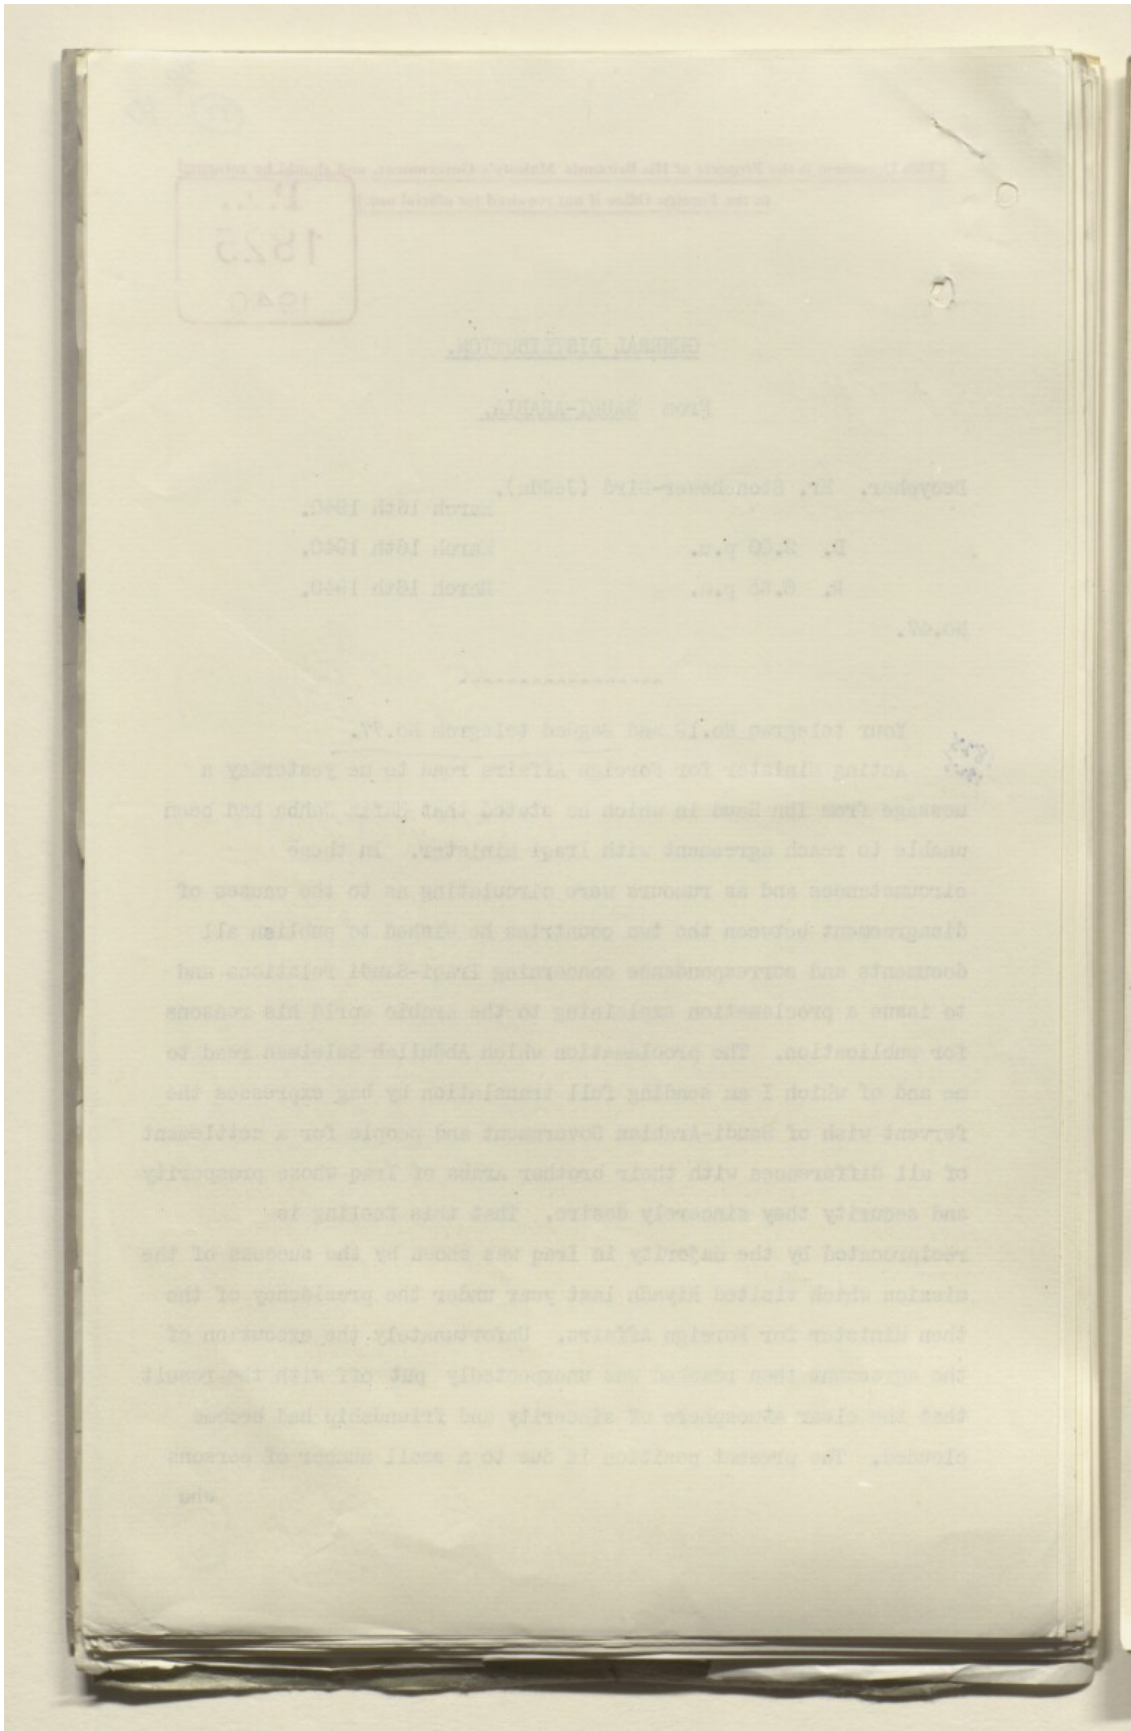 [This Document is the Property of His Britannic Majesty's Government, and should be returned
to the Foreign Office if not required for official use.]
1825
1940
GENERAL DISTRIBUTION.
From SAUDI-ARABIA.
Decypher. Mr. Stonehewer-Bird (Jedda).
March 16th 1940.
D. 2.00 p.m. March 16th 1940.
R. 6.55 p.m. March 16th 1940.
No.47.
Your telegram and Bagdad telegram No.77.
Acting Minister for Foreign Affairs read to me yesterday a
message from Ibn Saud in which he stated that Hafiz Wahba had been
unable to reach agreement with Iraqi Minister. In these
circumstances and as rumours were circulating as to the causes of
disagreement between the two countries he wished to publish all
documents and correspondence concerning Iraqi-Saudi relations and
to issue a proclamation explaining to the Arabic world his reasons
for publication. The proclamation which Abdullah Suleiman read to
me and of which I am sending full translation by bag expresses the
fervent wish of Saudi-Arabian Government and people for a settlement
of all differences with their brother Arabs of Iraq whose prosperity
and security they sincerely desire. That this feeling is
reciprocated by the majority in Iraq was shown by the success of the
mission which visited Riyadh last year under the presidency of the
then Minister for Foreign Affairs. Unfortunately the execution of
the agreement then reached was unexpectedly put off with the result
that the clear atmosphere of sincerity and friendship had become
clouded. The present position is due to a small number of persons
who